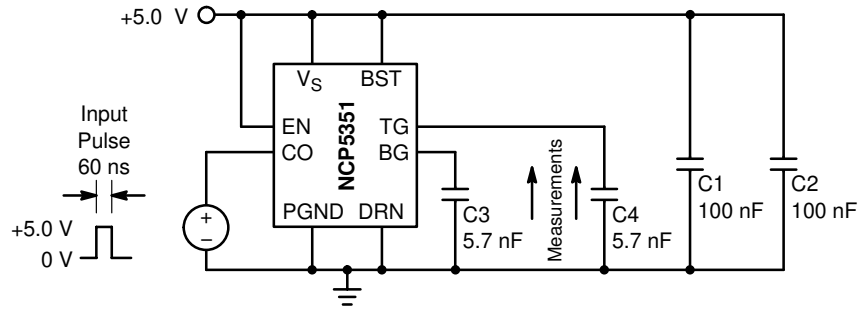 +5.0 V
VS
BST
Input
Pulse
60 ns
EN
CO
NCP5351
TG
BG
Measurements
C1
100 nF
C2
100 nF
C3
5.7 nF
C4
5.7 nF
PGND
DRN
+5.0 V
0 V
+
−